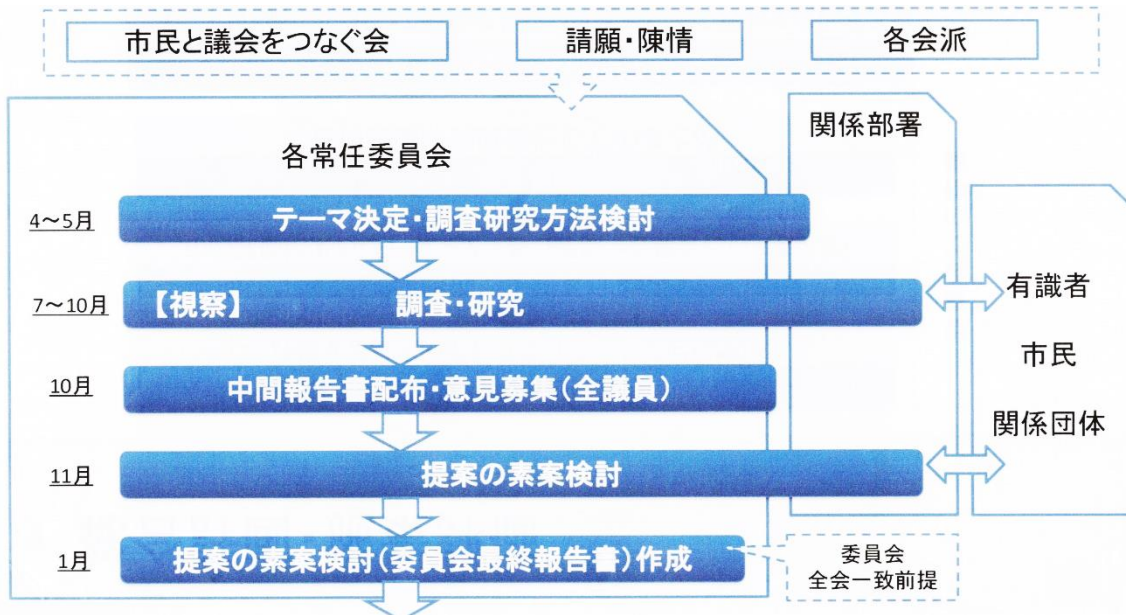 市民と議会をつなぐ会
請願・陳情
各会派
関係部署
各常任委員会
4～5月
テーマ決定・調査研究方法検討
7～10月
【視察】 調査・研究
有識者
市民
関係団体
10月
中間報告書配布・意見募集(全議員)
11月
提案の素案検討
1月
提案の素案検討(委員会最終報告書)作成
委員会
全会一致前提